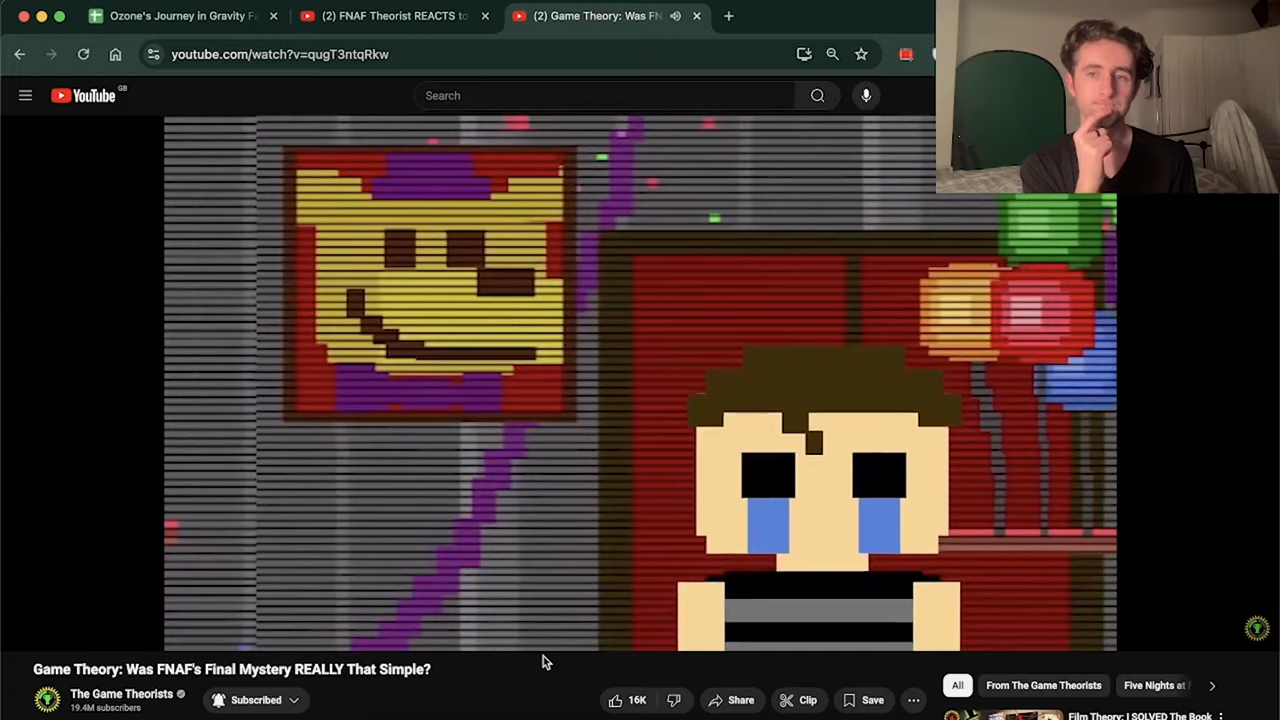 Ozone's Journey in Gravity Fa
(2) FNAF Theorist REACTS to
(2) Game Theory: Was FN
youtube.com/watch?v=qugT3ntqRkw
YouTube GB
Search
Game Theory: Was FNAF's Final Mystery REALLY That Simple?
The Game Theorists
19.4M subscribers
Subscribed
16K
Share
Clip
Save
All
From The Game Theorists
Five Nights at
Film Theory: I SOLVED The Book